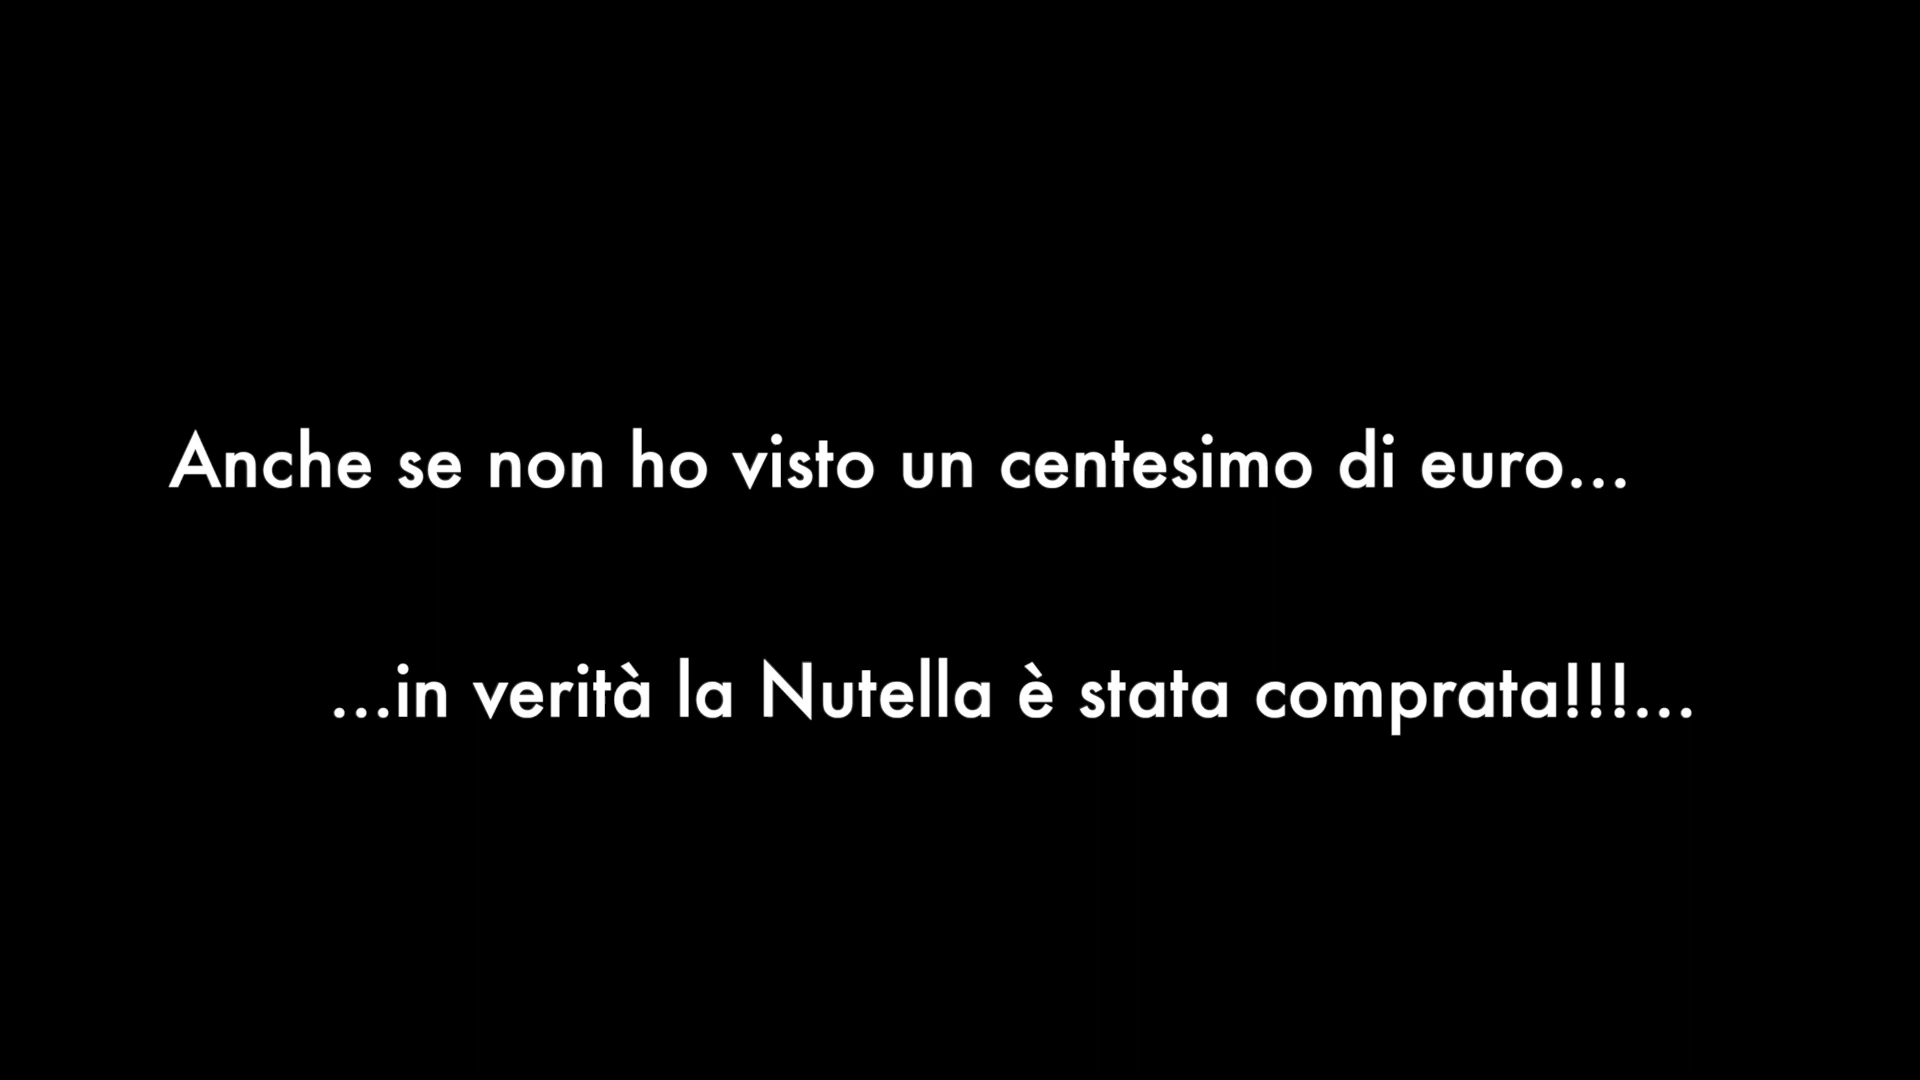 Anche se non ho visto un centesimo di euro...
...in verità la Nutella è stata comprata!!!...